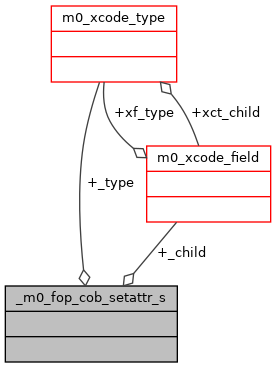 m0_xcode_type
+xf_type
+xct_child
+_type
m0_xcode_field
+_child
_m0_fop_cob_setattr_s